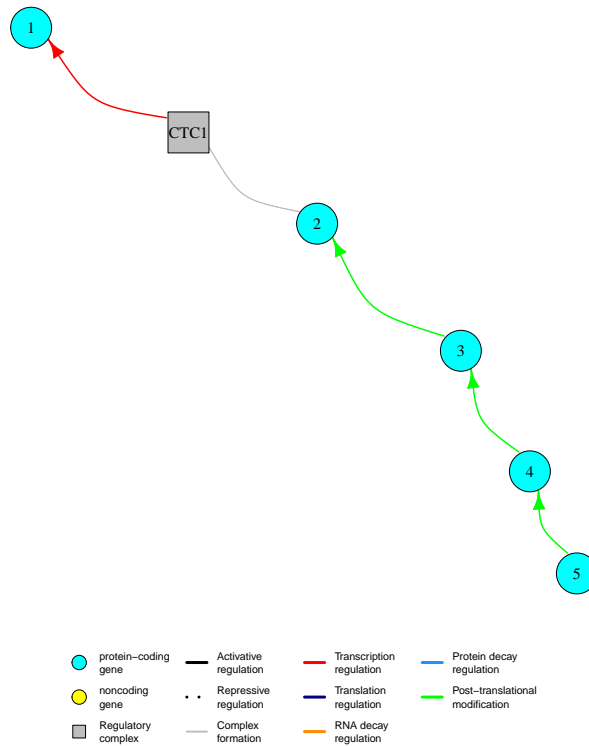 1
CTC1
2
3
4
5
protein−coding
gene
Activative
regulation
Transcription
regulation
Protein decay
regulation
noncoding
gene
Repressive
regulation
Translation
regulation
Post−translational
modification
Regulatory
complex
Complex
formation
RNA decay
regulation